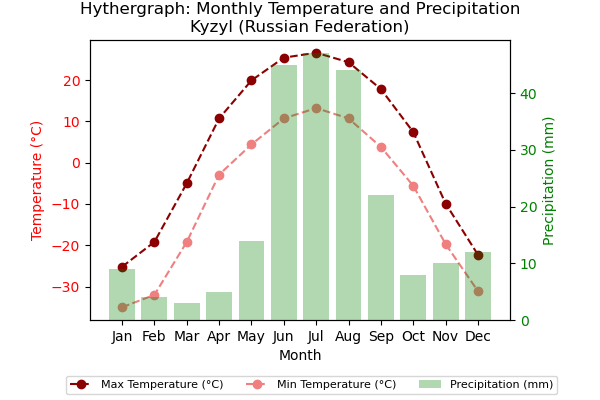 Hythergraph: Monthly Temperature and Precipitation
Kyzyl (Russian Federation)
Temperature (°C)
20
10
0
−10
−20
−30
Precipitation (mm)
40
30
20
10
0
Jan Feb Mar Apr May Jun Jul Aug Sep Oct Nov Dec
Month
Max Temperature (°C) Min Temperature (°C) Precipitation (mm)